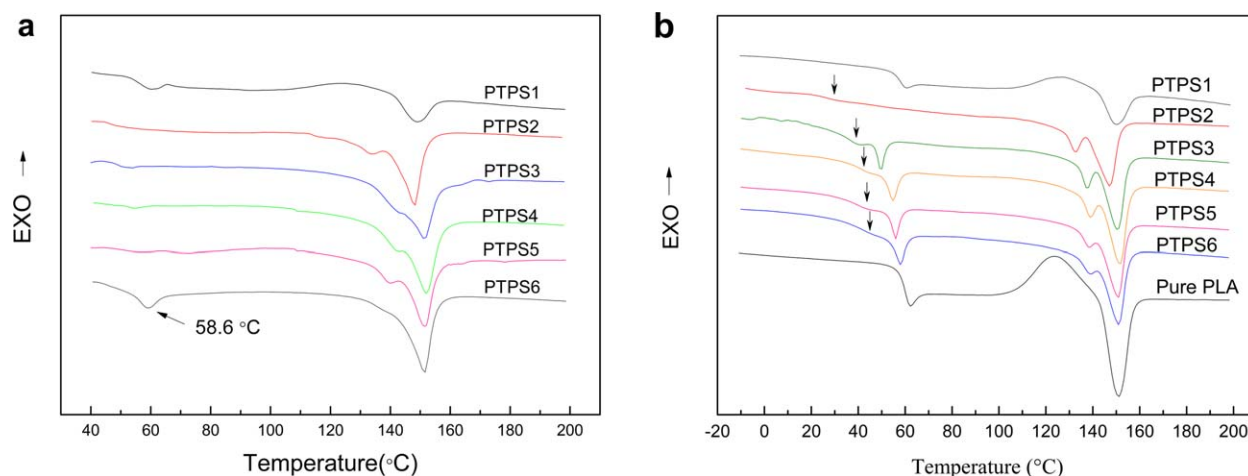 a
EXO →
PTPS1
PTPS2
PTPS3
PTPS4
PTPS5
PTPS6
58.6 °C
40 60 80 100 120 140 160 180 200
Temperature(°C)
b
EXO →
PTPS1
PTPS2
PTPS3
PTPS4
PTPS5
PTPS6
Pure PLA
-20 0 20 40 60 80 100 120 140 160 180 200
Temperature (°C)